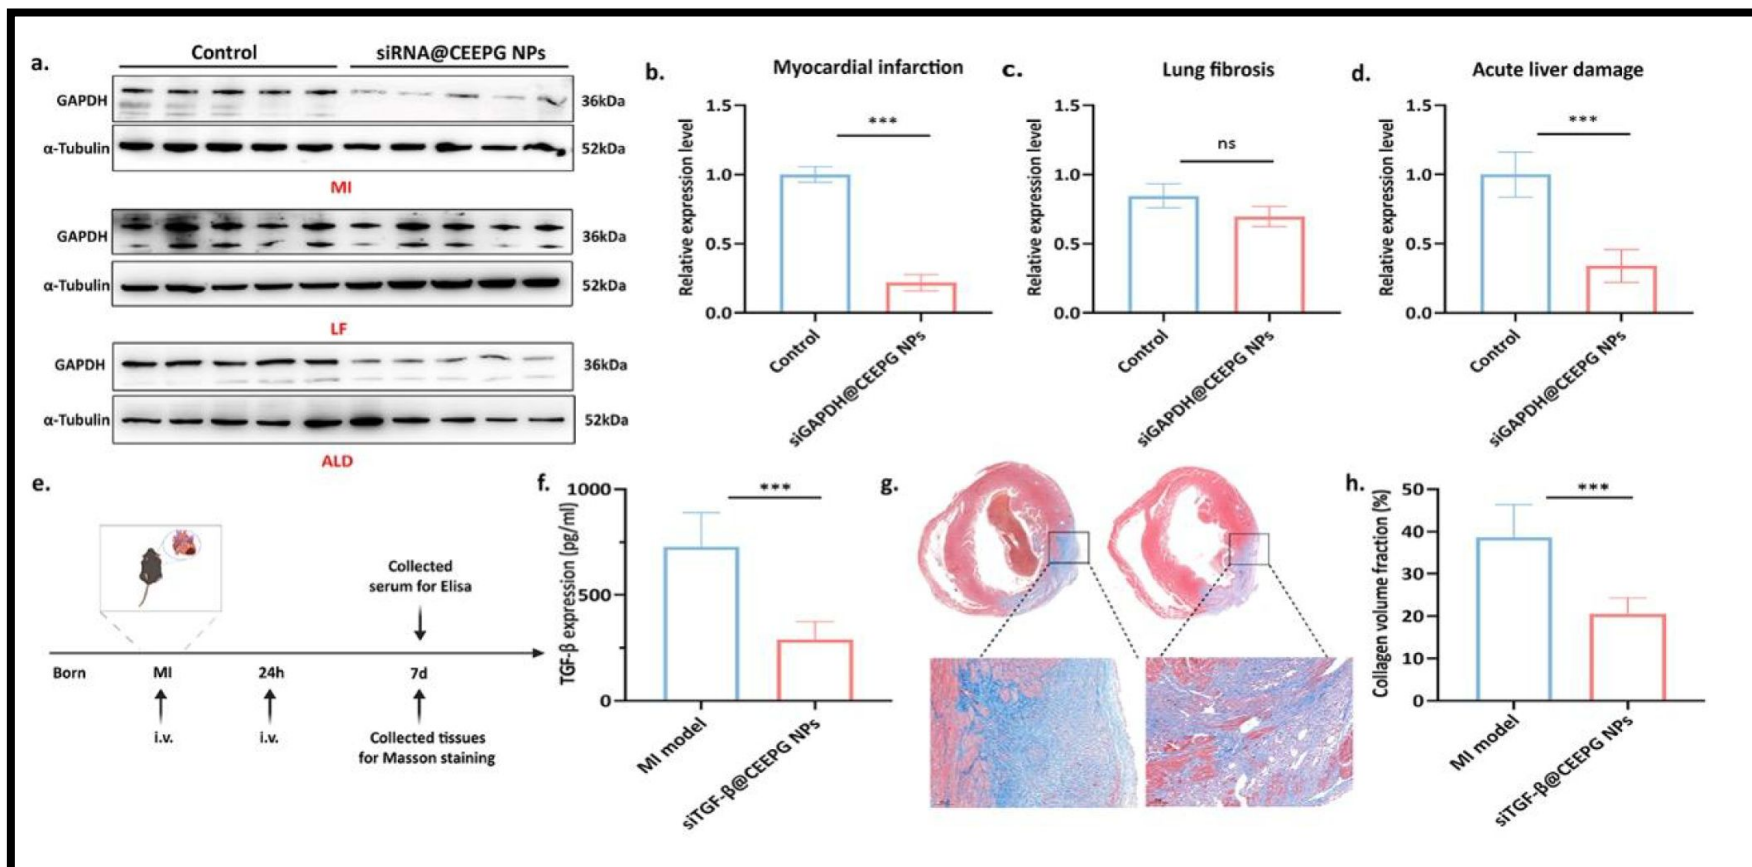 a.
Control
siRNA@CEEPG NPs
GAPDH
36kDa
α-Tubulin
52kDa
MI
GAPDH
36kDa
α-Tubulin
52kDa
LF
GAPDH
36kDa
α-Tubulin
52kDa
ALD
b.
Myocardial infarction
Relative expression level
1.5
1.0
0.5
0.0
***
Control
siGAPDH@CEEPG NPs
c.
Lung fibrosis
Relative expression level
1.5
1.0
0.5
0.0
ns
Control
siGAPDH@CEEPG NPs
d.
Acute liver damage
Relative expression level
1.5
1.0
0.5
0.0
***
Control
siGAPDH@CEEPG NPs
e.
Collected
serum for Elisa
Born
MI
24h
7d
i.v.
i.v.
Collected tissues
for Masson staining
f.
TGF-β expression (pg/ml)
1000
500
0
***
MI model
siTGF-β@CEEPG NPs
g.
h.
Collagen volume fraction (%)
50
40
30
20
10
0
***
MI model
siTGF-β@CEEPG NPs